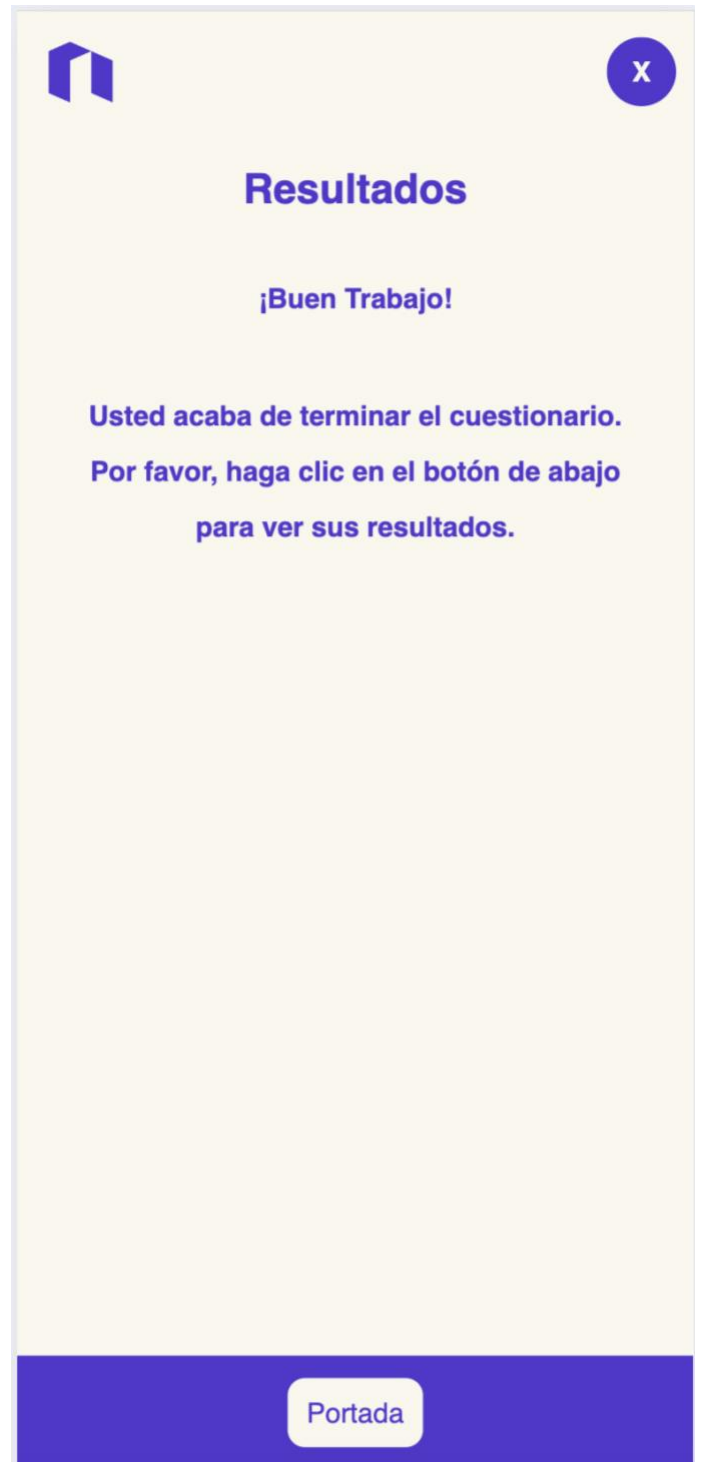 X
Resultados
¡Buen Trabajo!
Usted acaba de terminar el cuestionario.
Por favor, haga clic en el botón de abajo
para ver sus resultados.
Portada